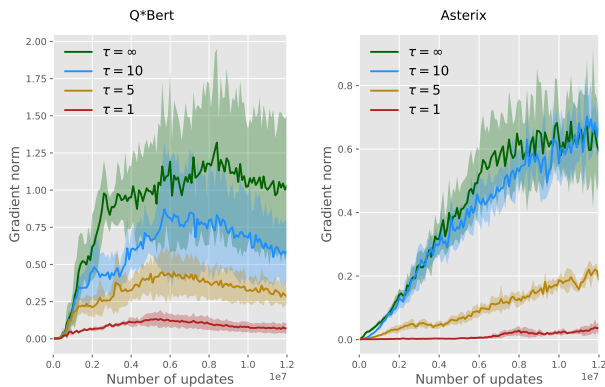 Q*Bert
Asterix
τ = ∞
τ = 10
τ = 5
τ = 1
2.00
1.75
1.50
1.25
1.00
0.75
0.50
0.25
0.00
Gradient norm
0.0 0.2 0.4 0.6 0.8 1.0 1.2
1e7
Number of updates
τ = ∞
τ = 10
τ = 5
τ = 1
0.8
0.6
0.4
0.2
0.0
Gradient norm
0.0 0.2 0.4 0.6 0.8 1.0 1.2
1e7
Number of updates